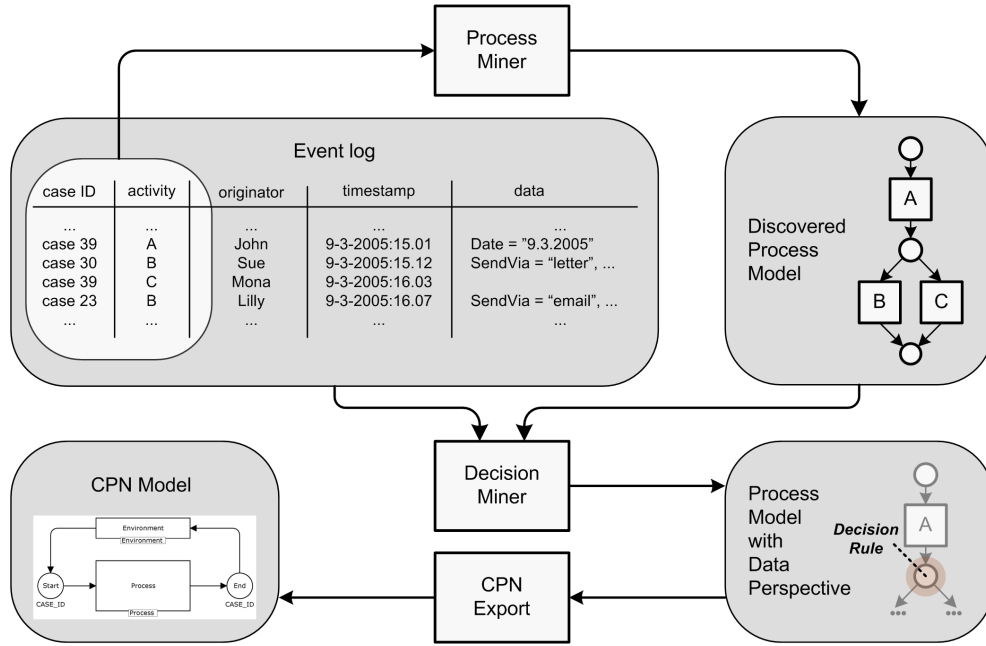 Process
Miner
Event log
case ID activity originator timestamp data
... ... ... ... ...
case 39 A John 9-3-2005:15.01 Date = ”9.3.2005”
case 30 B Sue 9-3-2005:15.12 SendVia = “letter”, ...
case 39 C Mona 9-3-2005:16.03
case 23 B Lilly 9-3-2005:16.07 SendVia = “email”, ...
... ... ... ... ...
Discovered
Process
Model
A
B C
CPN Model
Environment
Environment
Start
Process
End
CASE_ID
CASE_ID
Process
Decision
Miner
CPN
Export
Process
Model
with
Data
Perspective
Decision
Rule
A
... ...